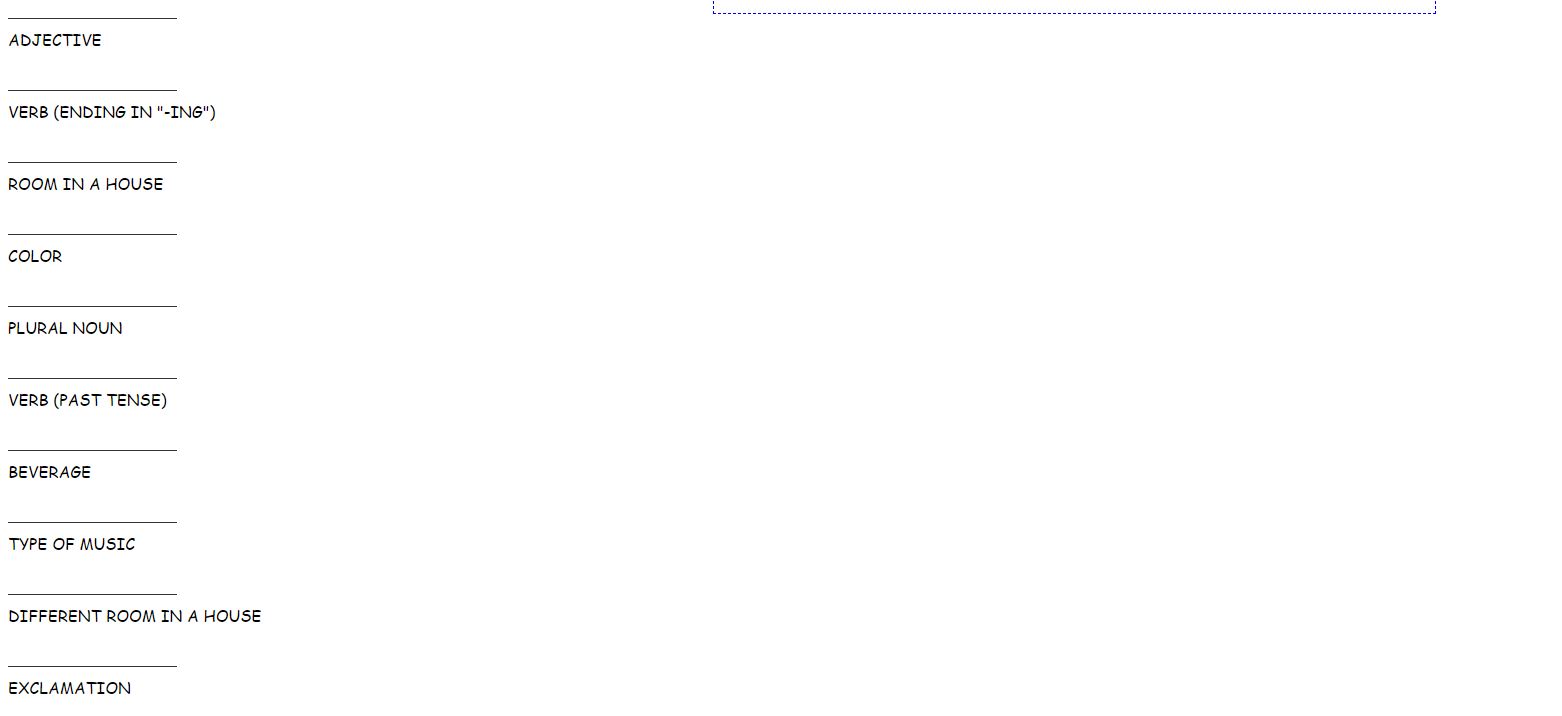 ADJECTIVE
VERB (ENDING IN "-ING")
ROOM IN A HOUSE
COLOR
PLURAL NOUN
VERB (PAST TENSE)
BEVERAGE
TYPE OF MUSIC
DIFFERENT ROOM IN A HOUSE
EXCLAMATION